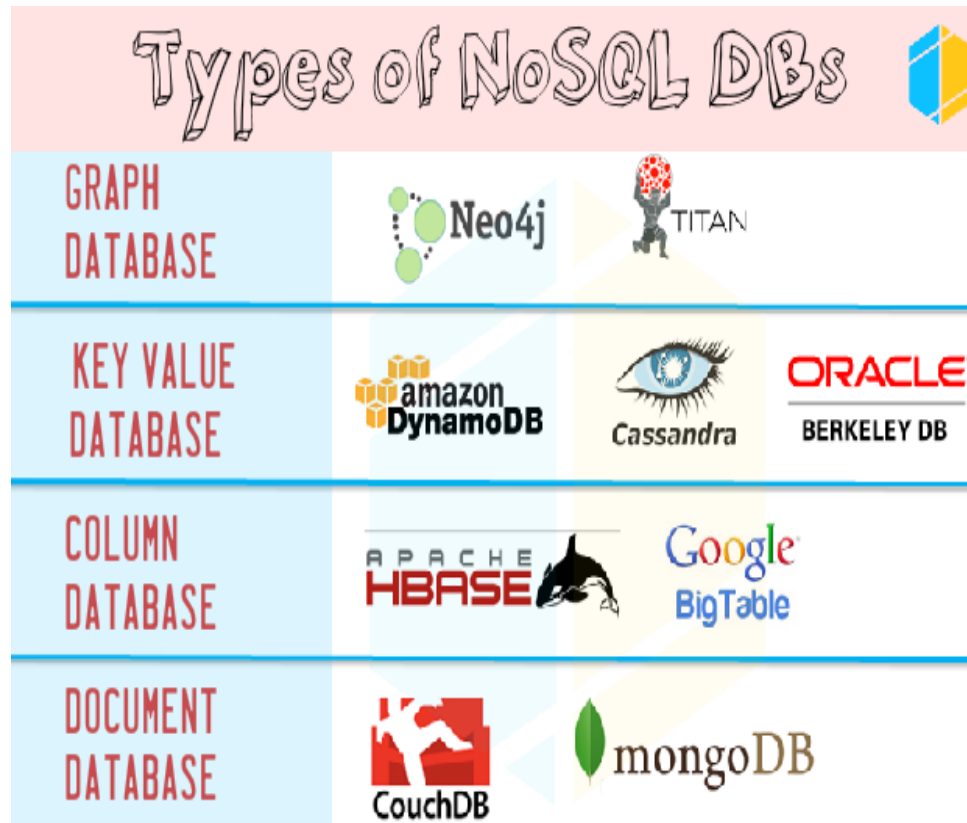 Types of NoSQL DBs
GRAPH
DATABASE
Neo4j
TITAN
KEY VALUE
DATABASE
amazon
DynamoDB
Cassandra
ORACLE
BERKELEY DB
COLUMN
DATABASE
APACHE
HBASE
Google
BigTable
DOCUMENT
DATABASE
CouchDB
mongoDB